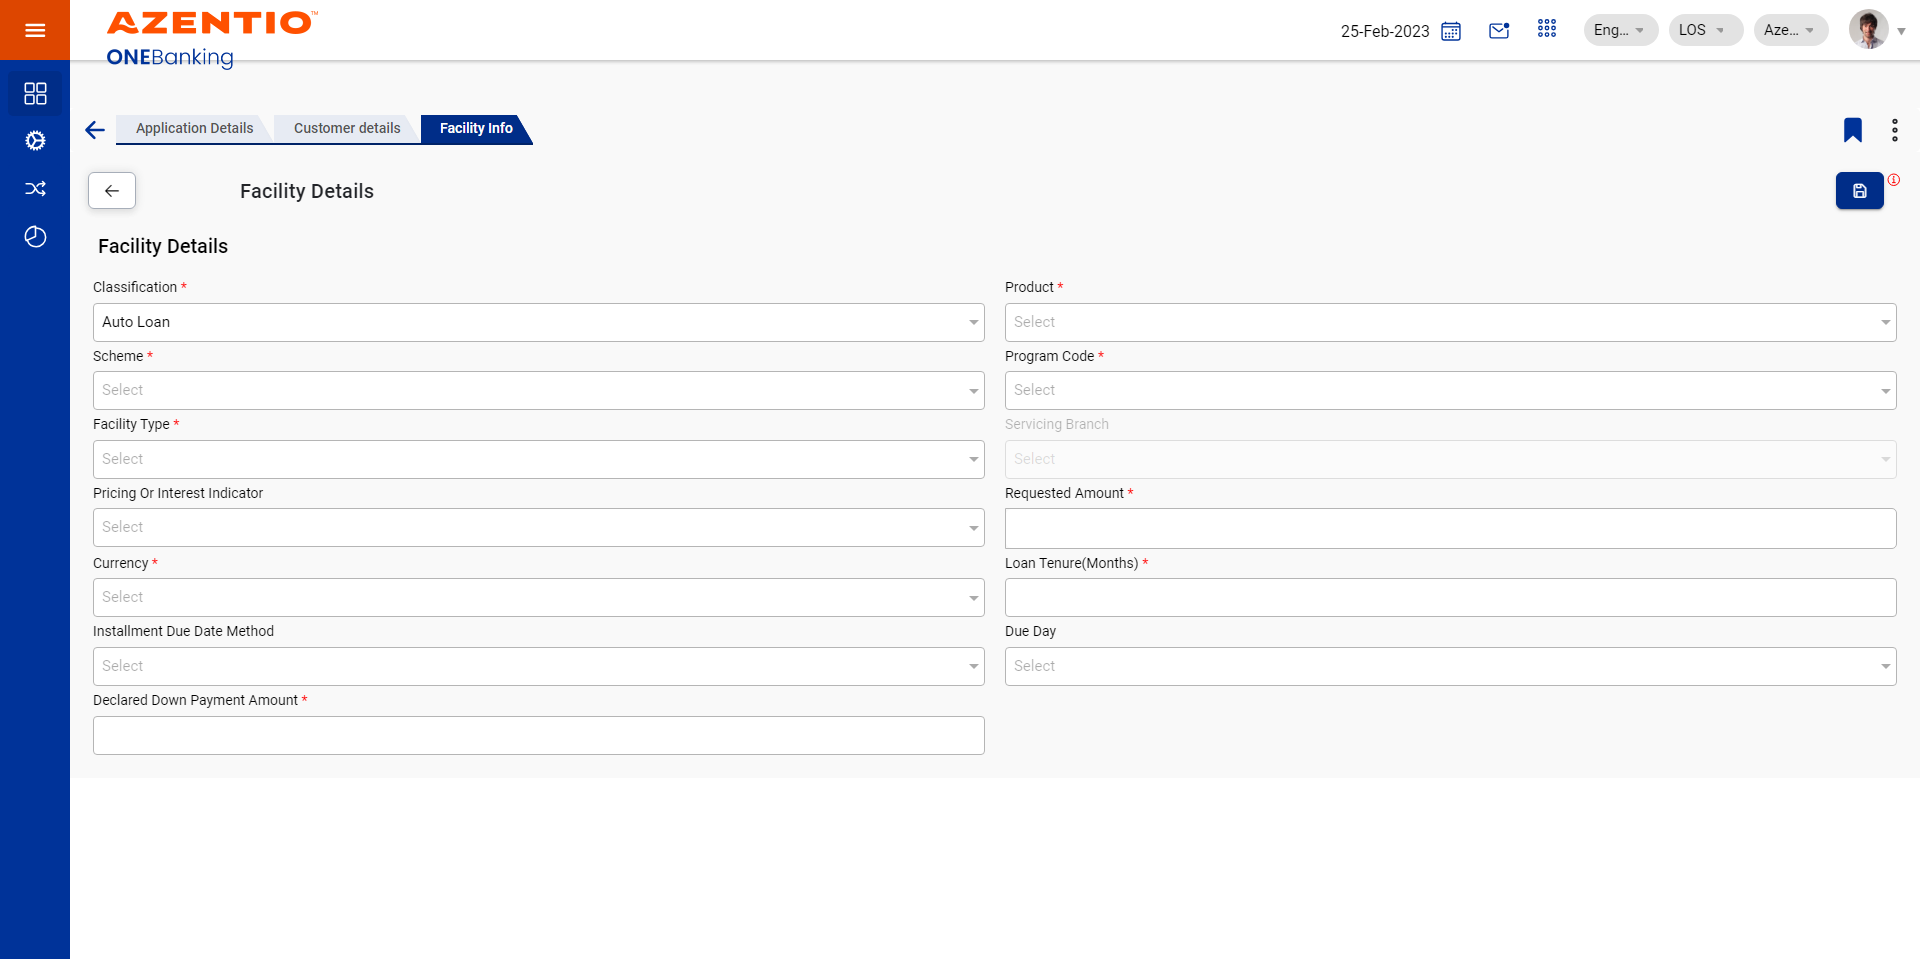 AZENTIO™
ONEBanking
25-Feb-2023
Eng...
LOS
Aze...
Application Details
Customer details
Facility Info
Facility Details
Facility Details
Classification *
Product *
Auto Loan
Select
Scheme *
Program Code *
Select
Select
Facility Type *
Servicing Branch
Select
Select
Pricing Or Interest Indicator
Requested Amount *
Select
Currency *
Loan Tenure(Months) *
Select
Installment Due Date Method
Due Day
Select
Select
Declared Down Payment Amount *